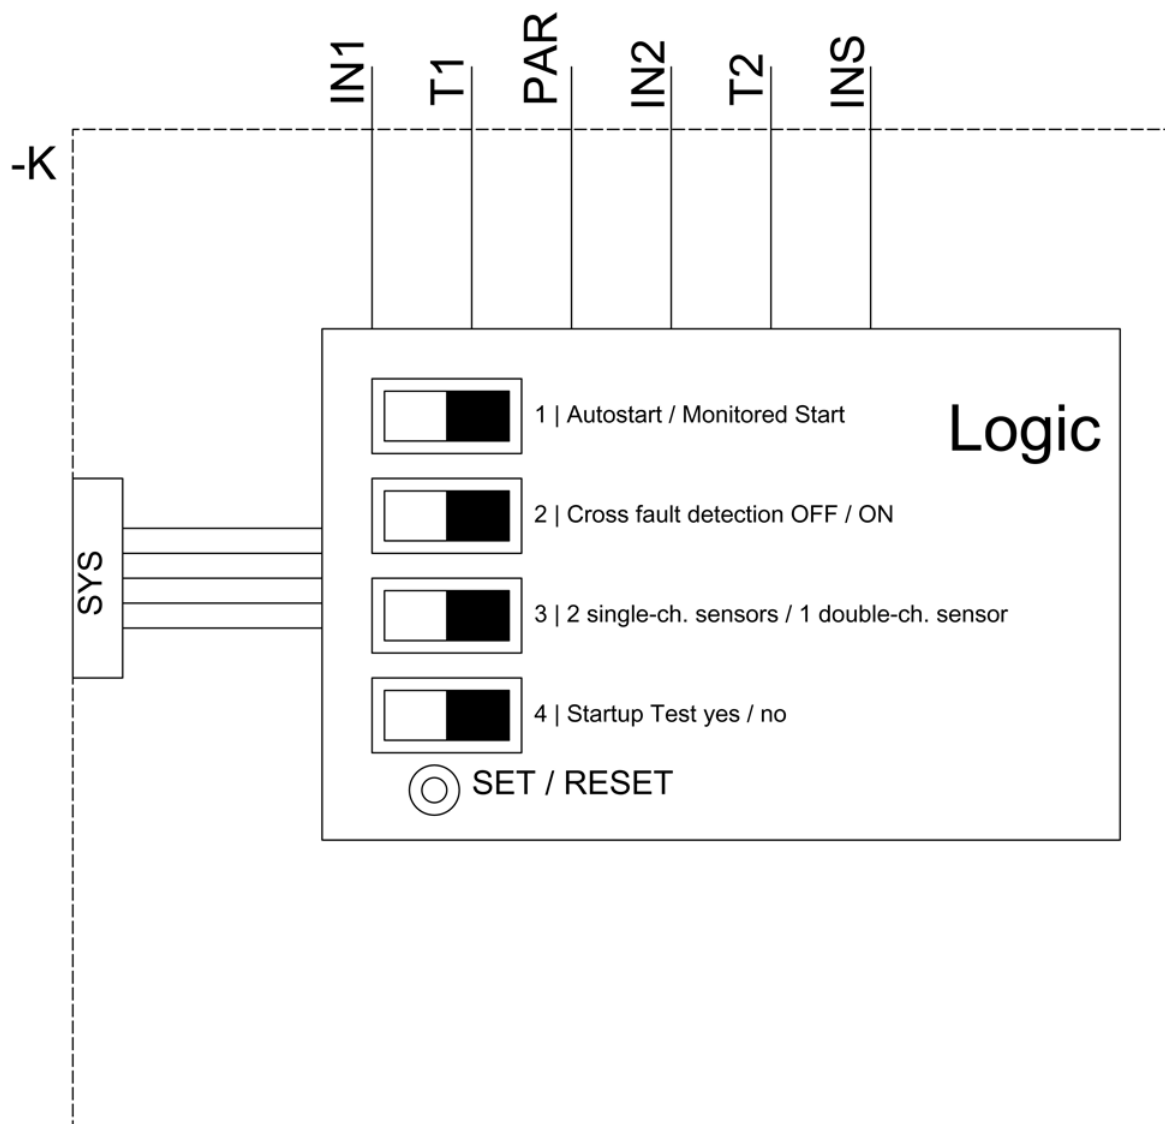 IN1
T1
PAR
IN2
T2
INS
-K
1 | Autostart / Monitored Start
Logic
2 | Cross fault detection OFF / ON
SYS
3 | 2 single-ch. sensors / 1 double-ch. sensor
4 | Startup Test yes / no
SET / RESET